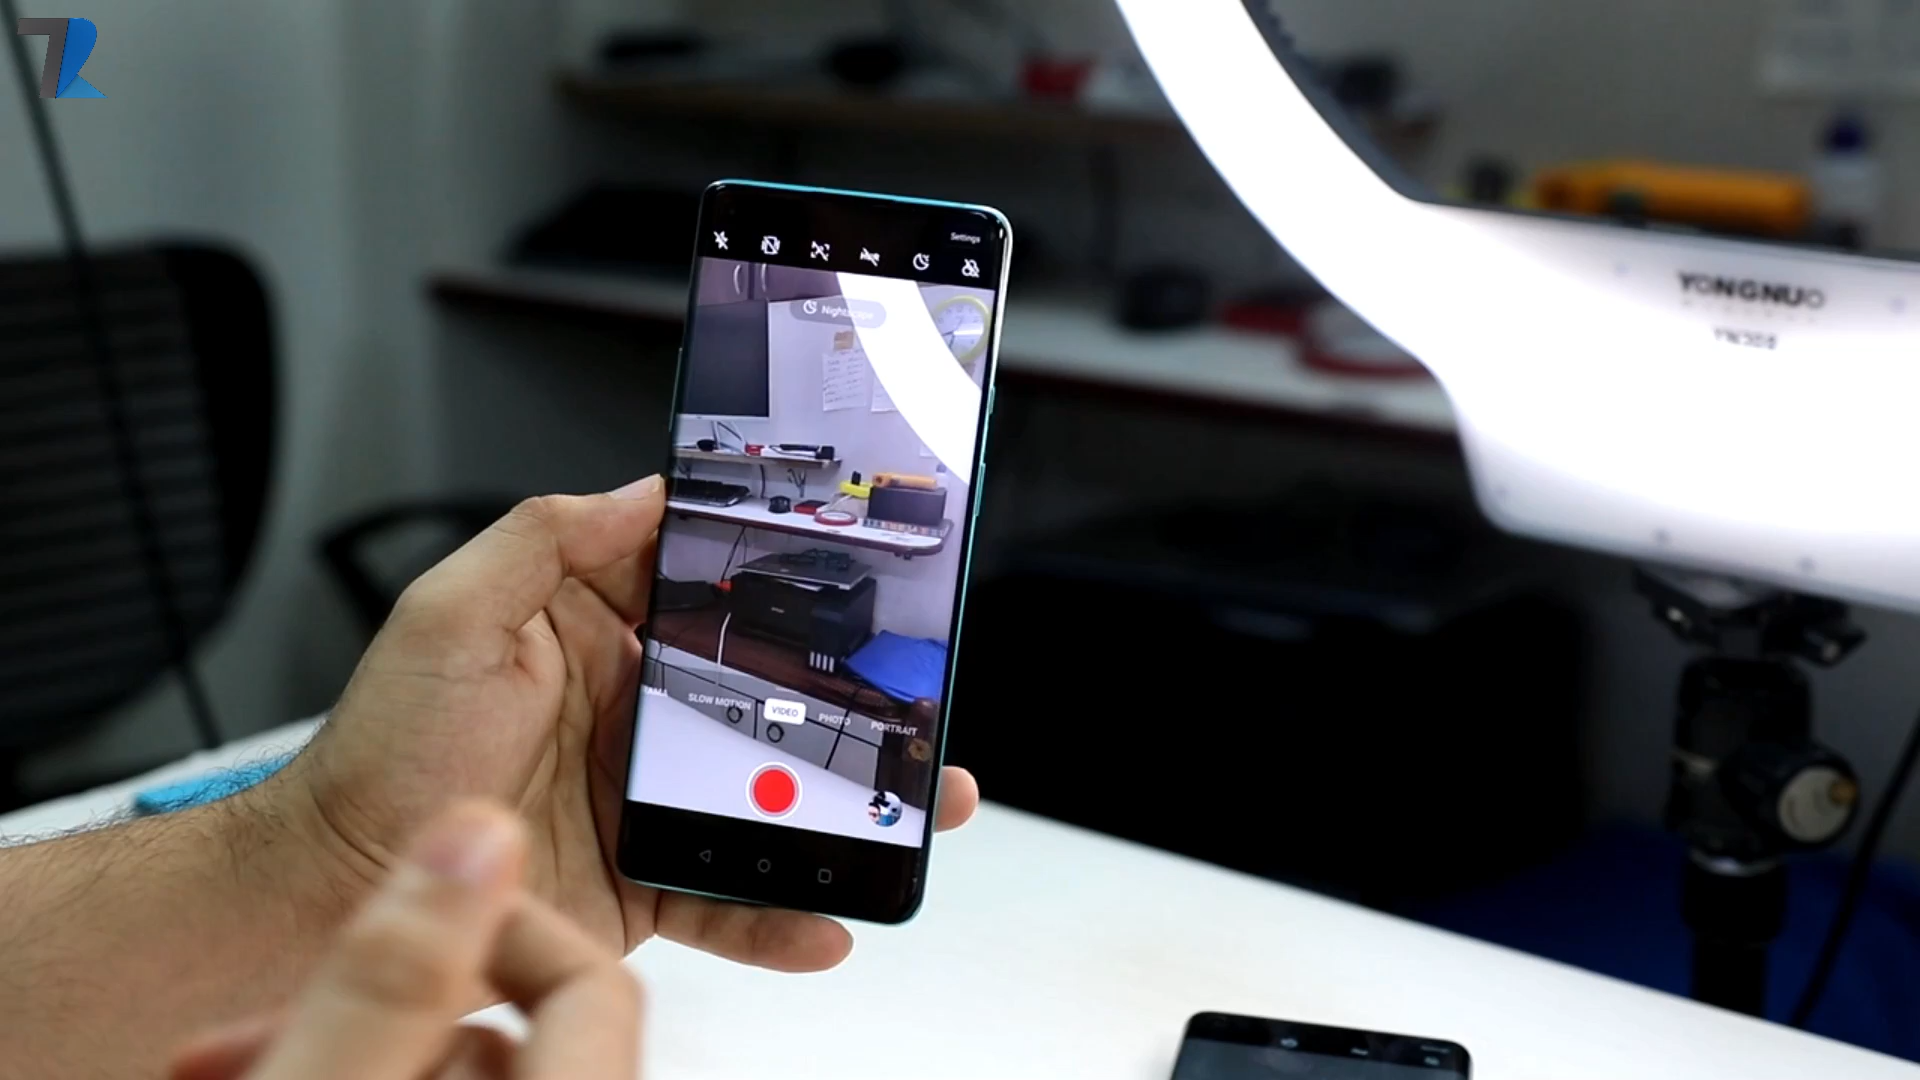 Settings
Nightscape
YONGNUO
SLOW MOTION
VIDEO
PHOTO
PORTRAIT